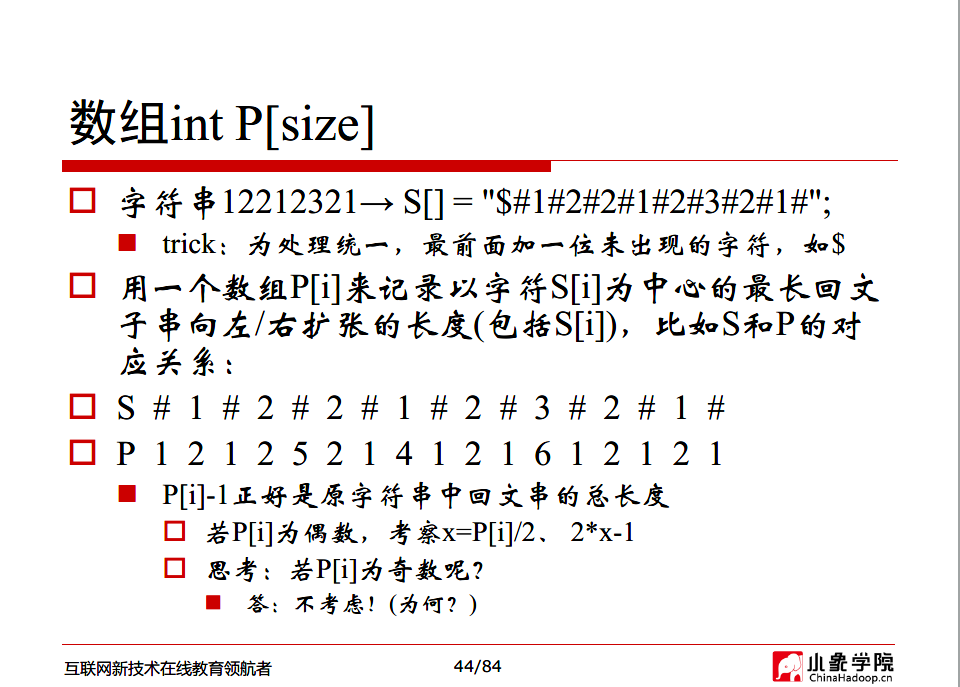 数组int P[size]
字符串12212321→ S[] = "$#1#2#2#1#2#3#2#1#";
trick：为处理统一，最前面加一位未出现的字符，如$
用一个数组P[i]来记录以字符S[i]为中心的最长回文
子串向左/右扩张的长度(包括S[i])，比如S和P的对
应关系：
S # 1 # 2 # 2 # 1 # 2 # 3 # 2 # 1 #
P 1 2 1 2 5 2 1 4 1 2 1 6 1 2 1 2 1
P[i]-1正好是原字符串中回文串的总长度
若P[i]为偶数，考察x=P[i]/2、2*x-1
思考：若P[i]为奇数呢？
答：不考虑！(为何？)
互联网新技术在线教育领航者
44/84
小象学院
ChinaHadoop.cn